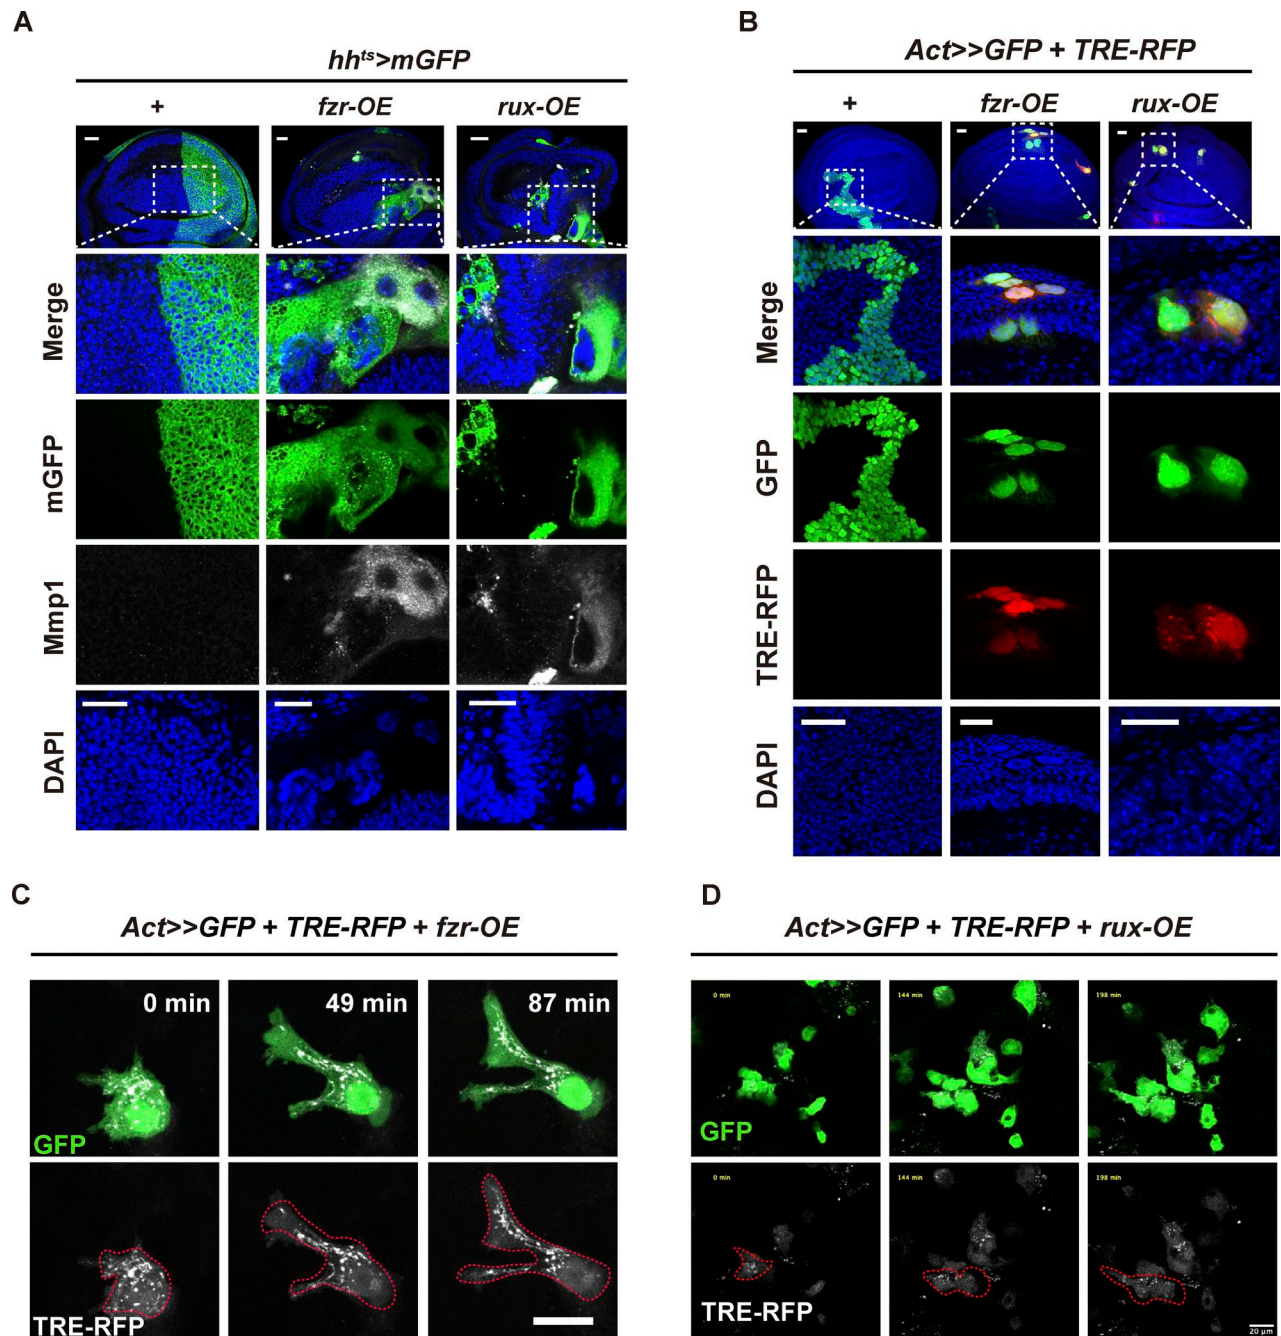 A
hhᵗˢ>mGFP
+ fzr-OE rux-OE
Merge
mGFP
Mmp1
DAPI
B
Act>>GFP + TRE-RFP
+ fzr-OE rux-OE
Merge
GFP
TRE-RFP
DAPI
C
Act>>GFP + TRE-RFP + fzr-OE
0 min 49 min 87 min
GFP
TRE-RFP
D
Act>>GFP + TRE-RFP + rux-OE
0 min 144 min 198 min
GFP
0 min 144 min 198 min
TRE-RFP
20 µm